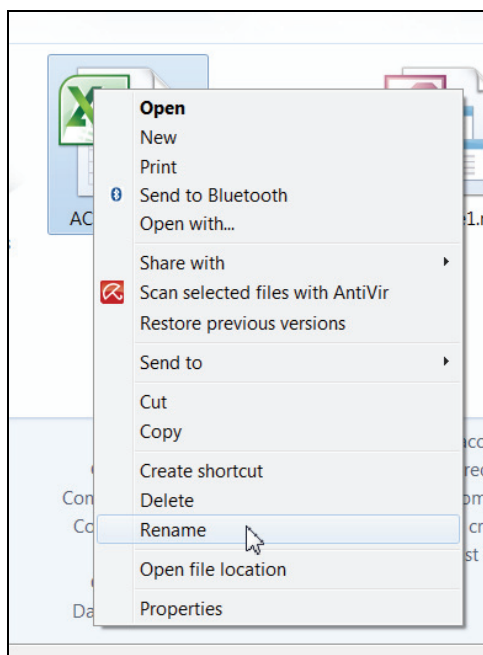 Open
New
Print
Send to Bluetooth
Open with...
Share with
Scan selected files with AntiVir
Restore previous versions
Send to
Cut
Copy
Create shortcut
Delete
Rename
Open file location
Properties
AC